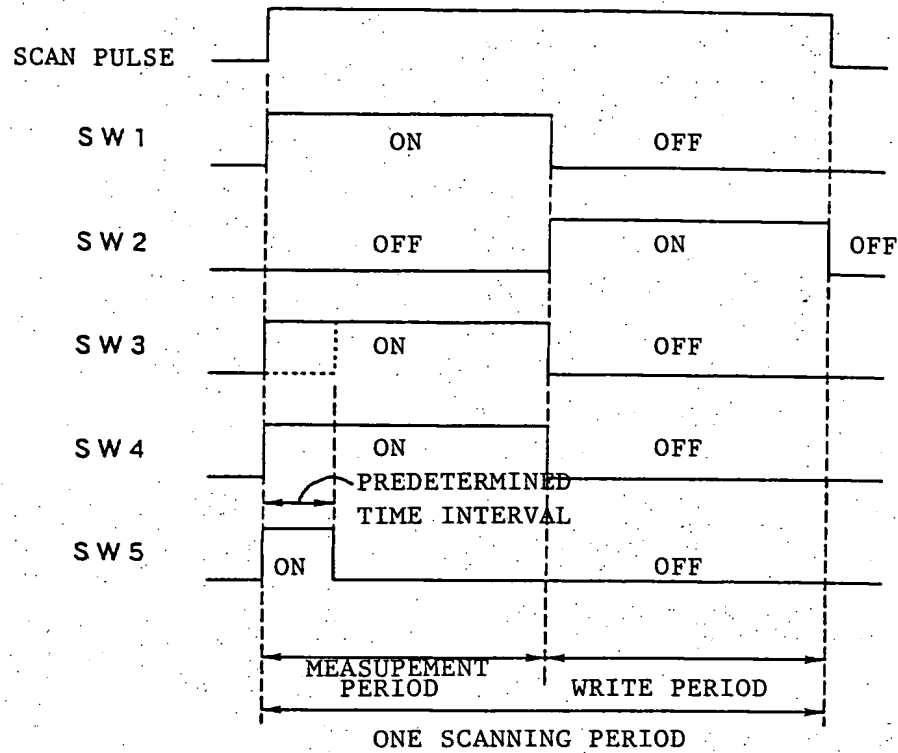 SCAN PULSE
SW1 ON OFF
SW2 OFF ON OFF
SW3 ON OFF
SW4 ON OFF
PREDETERMINED
TIME INTERVAL
SW5 ON OFF
MEASUPEMENT
PERIOD
WRITE PERIOD
ONE SCANNING PERIOD